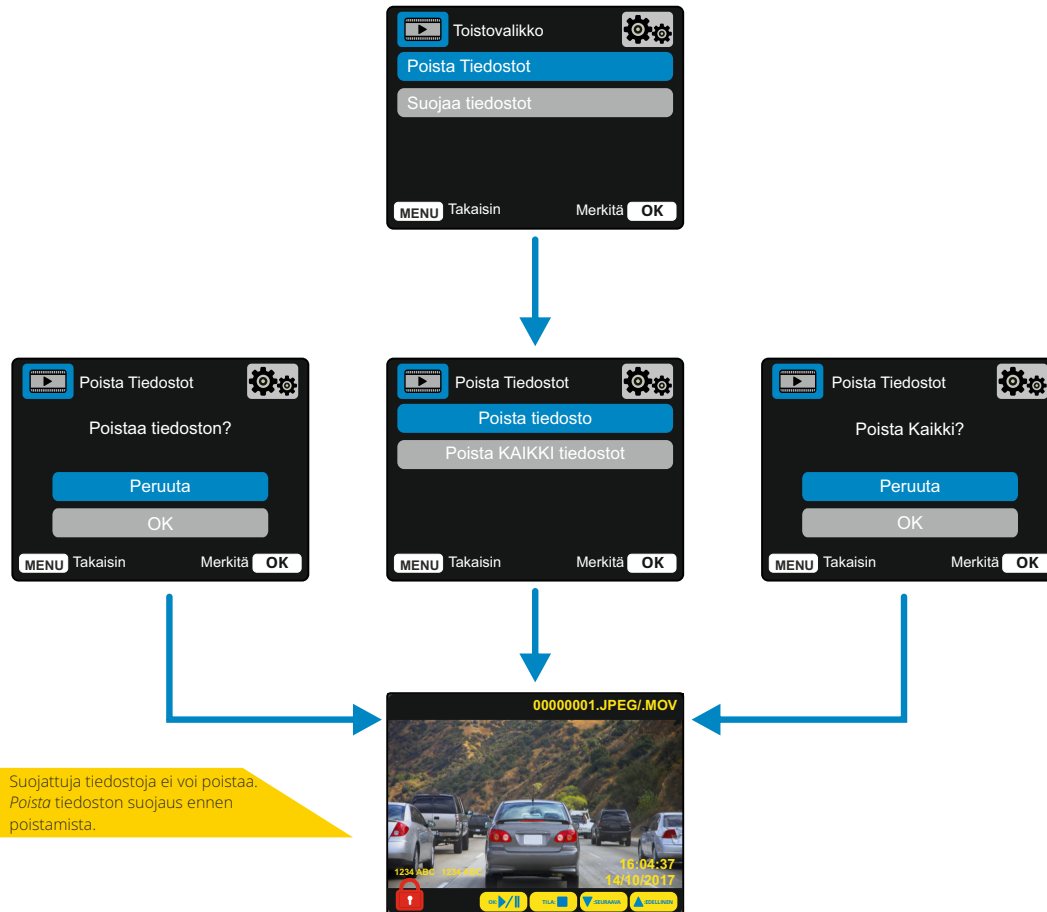 Toistovalikko
Poista Tiedostot
Suojaa tiedostot
MENU Takaisin Merkitä OK
Poista Tiedostot
Poistaa tiedoston?
Peruuta
OK
MENU Takaisin Merkitä OK
Poista Tiedostot
Poista tiedosto
Poista KAIKKI tiedostot
MENU Takaisin Merkitä OK
Poista Tiedostot
Poista Kaikki?
Peruuta
OK
MENU Takaisin Merkitä OK
00000001.JPEG/.MOV
Suojattuja tiedostoja ei voi poistaa.
Poista tiedoston suojaus ennen
poistamista.
16:04:37
1234 ABC 1234 ABC
14/10/2017
OK: TILA: :SEURAAVA :EDELLINEN